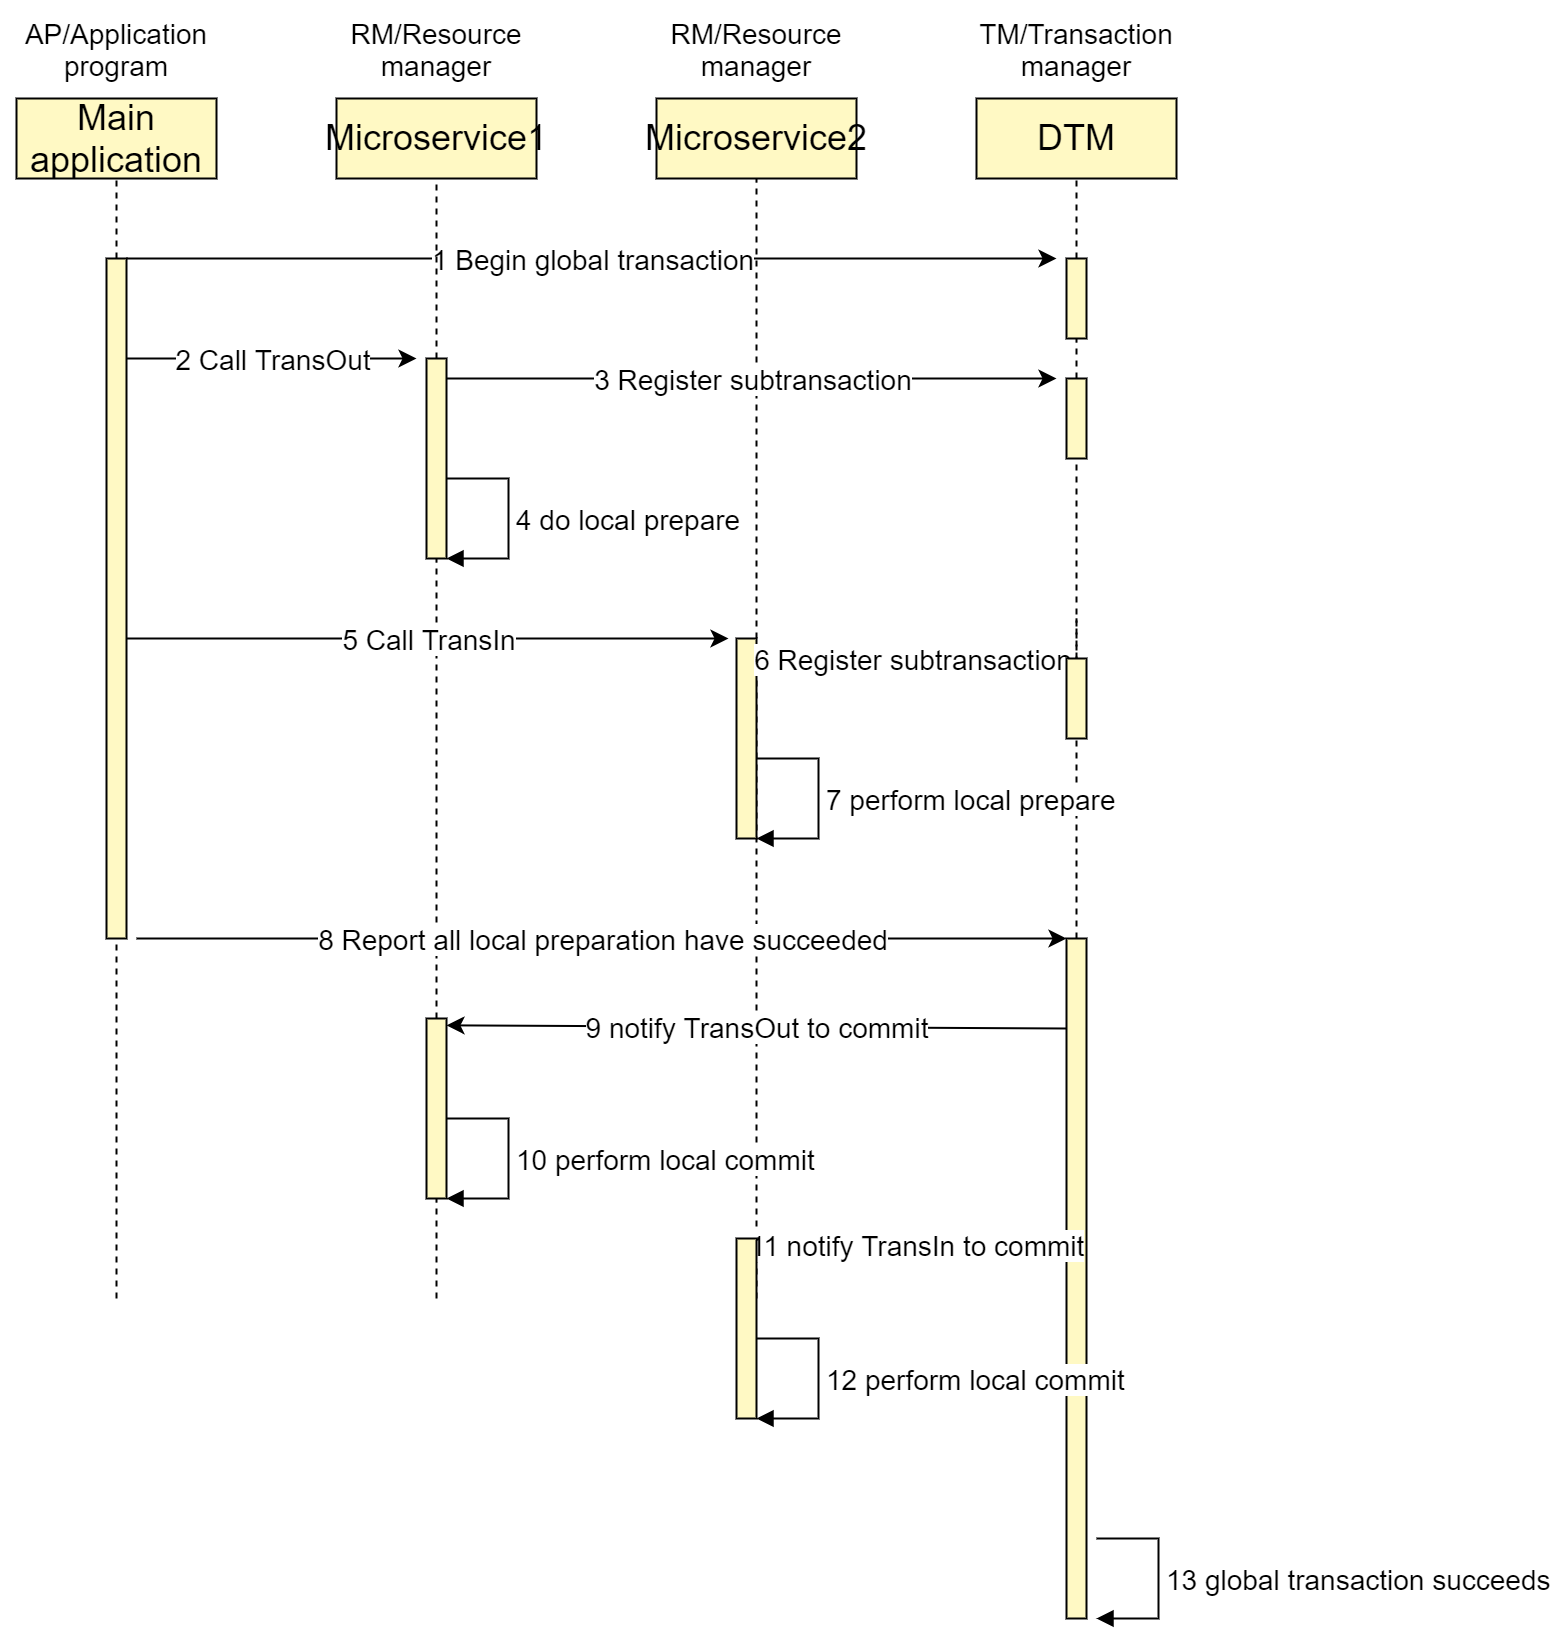 AP/Application
program
RM/Resource
manager
RM/Resource
manager
TM/Transaction
manager
Main
application
Microservice1
Microservice2
DTM
1 Begin global transaction
2 Call TransOut
3 Register subtransaction
4 do local prepare
5 Call TransIn
6 Register subtransaction
7 perform local prepare
8 Report all local preparation have succeeded
9 notify TransOut to commit
10 perform local commit
11 notify TransIn to commit
12 perform local commit
13 global transaction succeeds